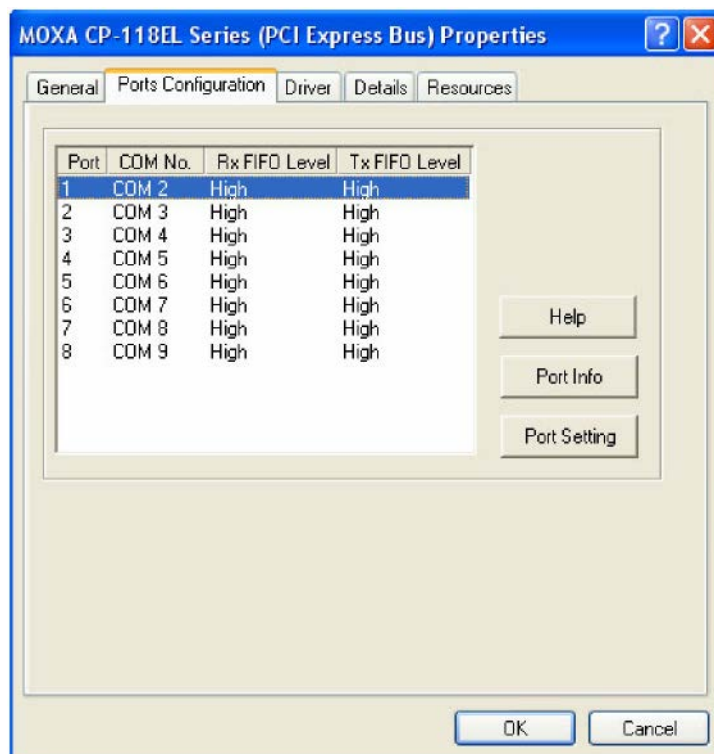 MOXA CP-118EL Series (PCI Express Bus) Properties
General Ports Configuration Driver Details Resources
Port COM No. Rx FIFO Level Tx FIFO Level
1 COM 2 High High
2 COM 3 High High
3 COM 4 High High
4 COM 5 High High
5 COM 6 High High
6 COM 7 High High
7 COM 8 High High
8 COM 9 High High
Help
Port Info
Port Setting
OK Cancel